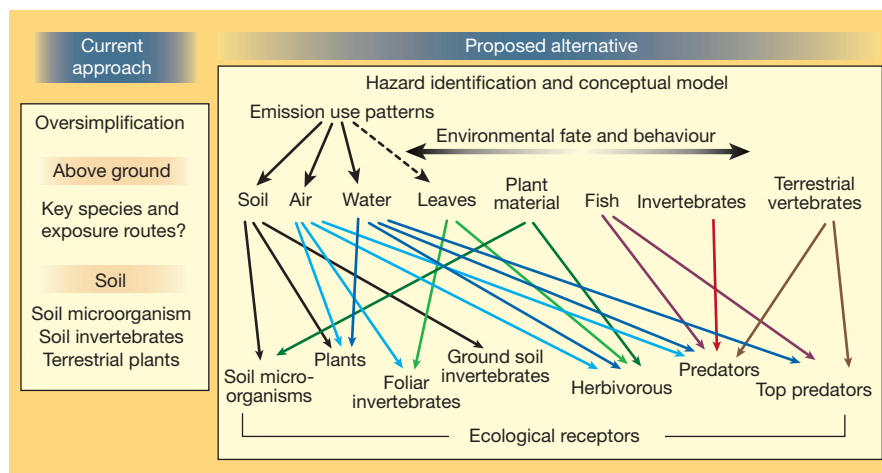 Current
approach
Proposed alternative
Oversimplification
Above ground
Key species and
exposure routes?
Soil
Soil microorganism
Soil invertebrates
Terrestrial plants
Hazard identification and conceptual model
Emission use patterns
Environmental fate and behaviour
Soil
Air
Water
Leaves
Plant
material
Fish
Invertebrates
Terrestrial
vertebrates
Soil micro-
organisms
Plants
Foliar
invertebrates
Ground soil
invertebrates
Herbivorous
Predators
Top predators
Ecological receptors